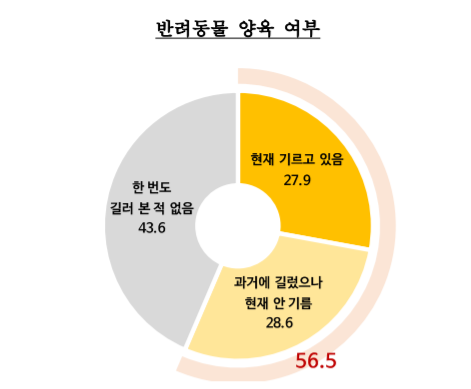 반려동물 양육 여부
현재 기르고 있음
27.9
한 번도
길러 본 적 없음
43.6
과거에 길렀으나
현재 안 기름
28.6
56.5